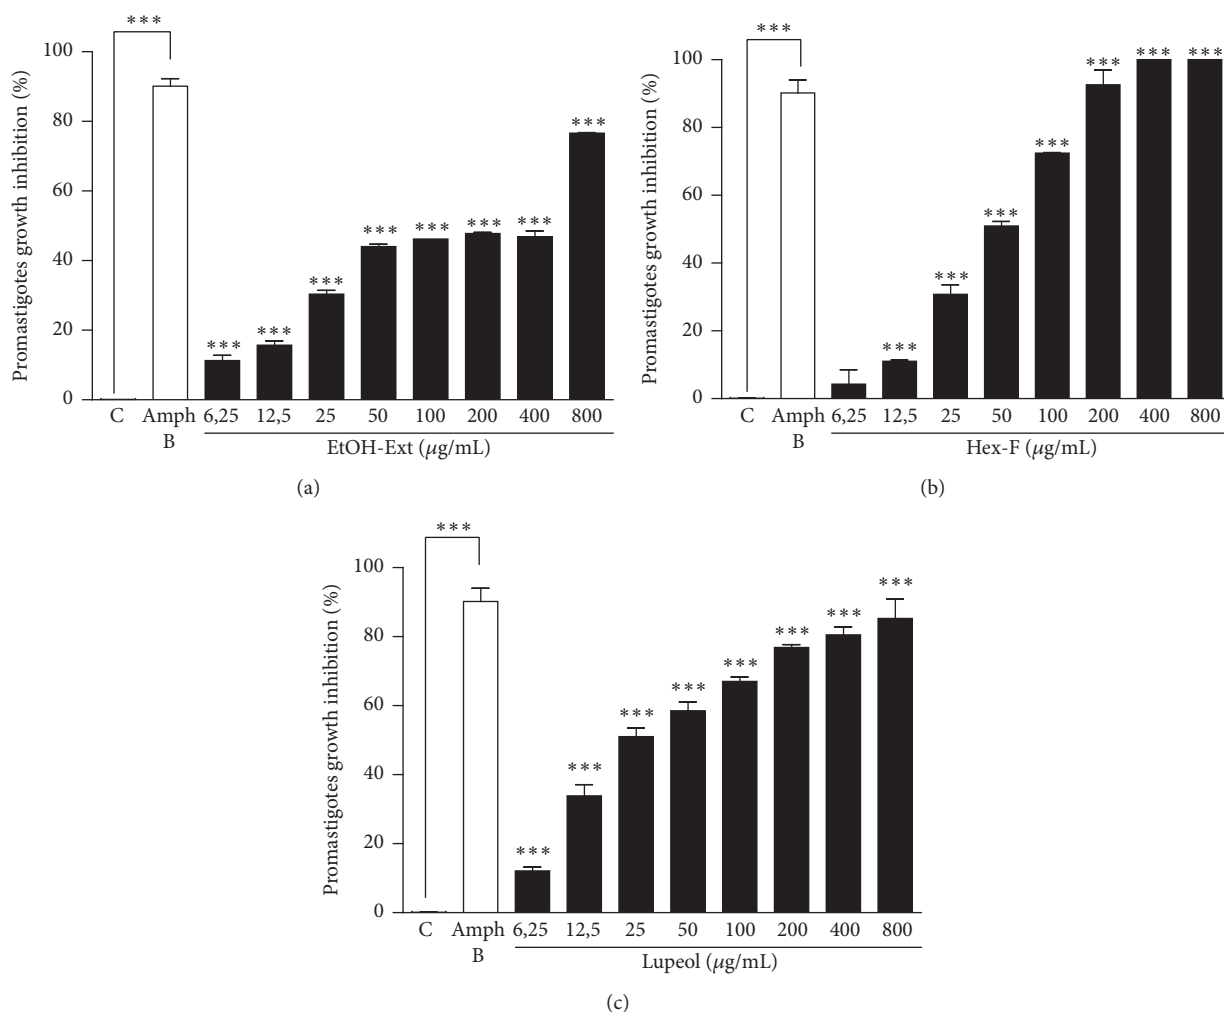 ***
100
80
60
40
20
0
Promastigotes growth inhibition (%)
*** *** *** *** *** *** *** ***
C Amph B 6,25 12,5 25 50 100 200 400 800
EtOH-Ext (μg/mL)
(a)
***
100
80
60
40
20
0
Promastigotes growth inhibition (%)
*** *** *** *** *** *** ***
C Amph B 6,25 12,5 25 50 100 200 400 800
Hex-F (μg/mL)
(b)
***
100
80
60
40
20
0
Promastigotes growth inhibition (%)
*** *** *** *** *** *** *** ***
C Amph B 6,25 12,5 25 50 100 200 400 800
Lupeol (μg/mL)
(c)